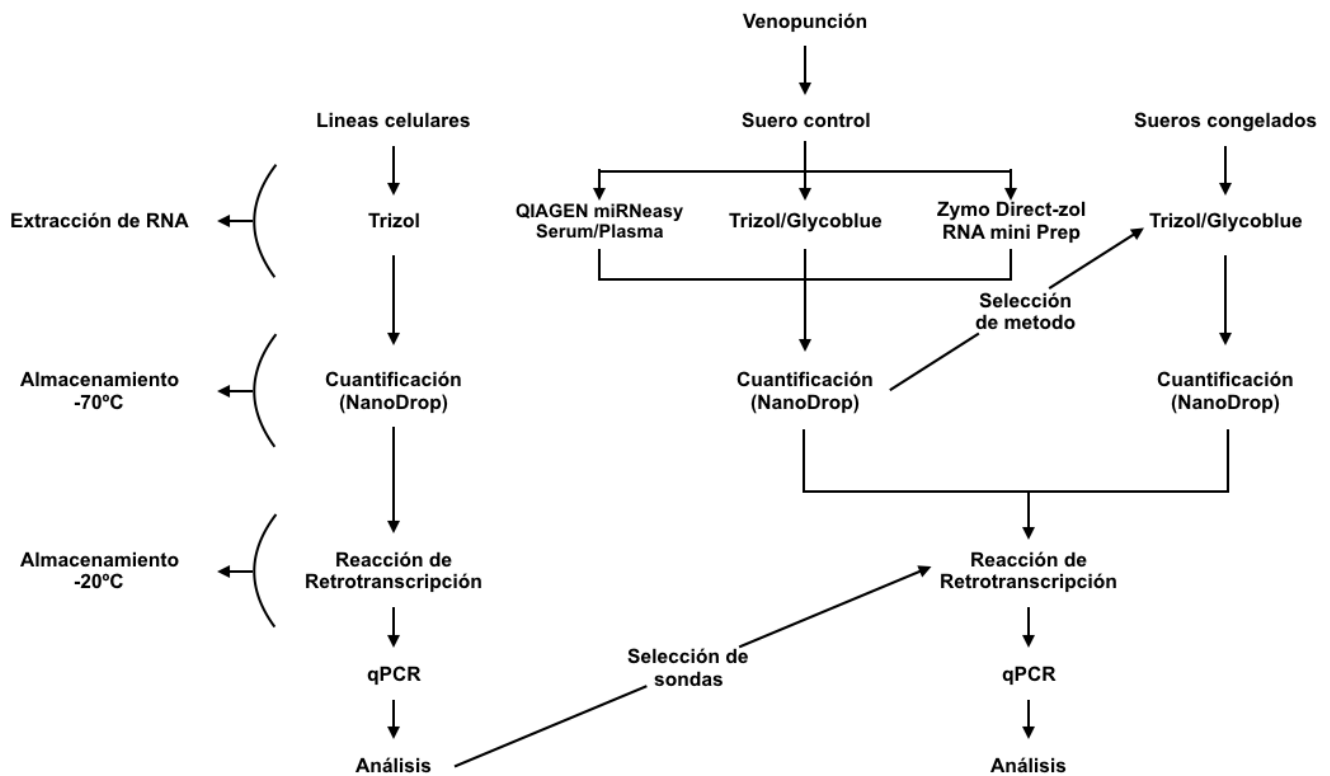 Venopunción
Lineas celulares
Suero control
Sueros congelados
Extracción de RNA
Trizol
QIAGEN miRNeasy
Serum/Plasma
Trizol/Glycoblue
Zymo Direct-zol
RNA mini Prep
Trizol/Glycoblue
Selección
de metodo
Almacenamiento
-70ºC
Cuantificación
(NanoDrop)
Cuantificación
(NanoDrop)
Cuantificación
(NanoDrop)
Almacenamiento
-20ºC
Reacción de
Retrotranscripción
Reacción de
Retrotranscripción
Selección de
sondas
qPCR
qPCR
Análisis
Análisis